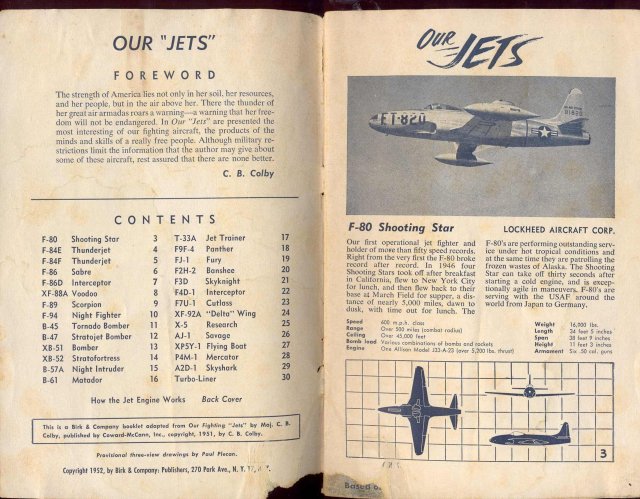 OUR "JETS"
FOREWORD
The strength of America lies not only in her soil, her resources,
and her people, but in the air above her. There the thunder of
her great air armadas roars a warning—a warning that her free-
dom will not be endangered. In Our "Jets" are presented the
most interesting of our fighting aircraft, the products of the
minds and skills of a really free people. Although military re-
strictions limit the information that the author may give about
some of these aircraft, rest assured that there are none better.
C. B. Colby
CONTENTS
F-80 Shooting Star 3
F-84E Thunderjet 4
F-84F Thunderjet 5
F-86 Sabre 6
F-86D Interceptor 7
XF-88A Voodoo 8
F-89 Scorpion 9
F-94 Night Fighter 10
B-45 Tornado Bomber 11
B-47 Stratojet Bomber 12
XB-51 Bomber 13
XB-52 Stratofortress 14
B-57A Night Intruder 15
B-61 Matador 16
T-33A Jet Trainer 17
F9F-4 Panther 18
FJ-1 Fury 19
F2H-2 Banshee 20
F3D Skyknight 21
F4D-1 Interceptor 22
F7U-1 Cutlass 23
XF-92A "Delta" Wing 24
X-5 Research 25
AJ-1 Savage 26
XP5Y-1 Flying Boat 27
P4M-1 Mercator 28
A2D-1 Skyshark 29
Turbo-Liner 30
How the Jet Engine Works Back Cover
This is a Birk & Company booklet adapted from Our Fighting "Jets" by Maj. C. B.
Colby, published by Coward-McCann, Inc., copyright, 1951, by C. B. Colby.
Provisional three-view drawings by Paul Plecan.
Copyright 1952, by Birk & Company: Publishers, 270 Park Ave., N. Y.
OUR JETS
FT-820
F-80 Shooting Star
LOCKHEED AIRCRAFT CORP.
Our first operational jet fighter and
holder of more than fifty speed records.
Right from the very first the F-80 broke
record after record. In 1946 four
Shooting Stars took off after breakfast
in California, flew to New York City
for lunch, and then flew back to their
base at March Field for supper, a dis-
tance of nearly 5,000 miles, dawn to
dusk, with time out for lunch. The
F-80's are performing outstanding serv-
ice under hot tropical conditions and
at the same time they are patrolling the
frozen wastes of Alaska. The Shooting
Star can take off thirty seconds after
starting a cold engine, and is excep-
tionally agile in maneuvers. F-80's are
serving with the USAF around the
world from Japan to Germany.
Speed 600 m.p.h. class
Range Over 500 miles (combat radius)
Ceiling Over 45,000 feet
Bomb load Various combinations of bombs and rockets
Engine One Allison Model J33-A-23 (over 5,200 lbs. thrust)
Weight 16,000 lbs.
Length 34 feet 5 inches
Span 38 feet 9 inches
Height 11 feet 3 inches
Armament Six .50 cal. guns
3
Based